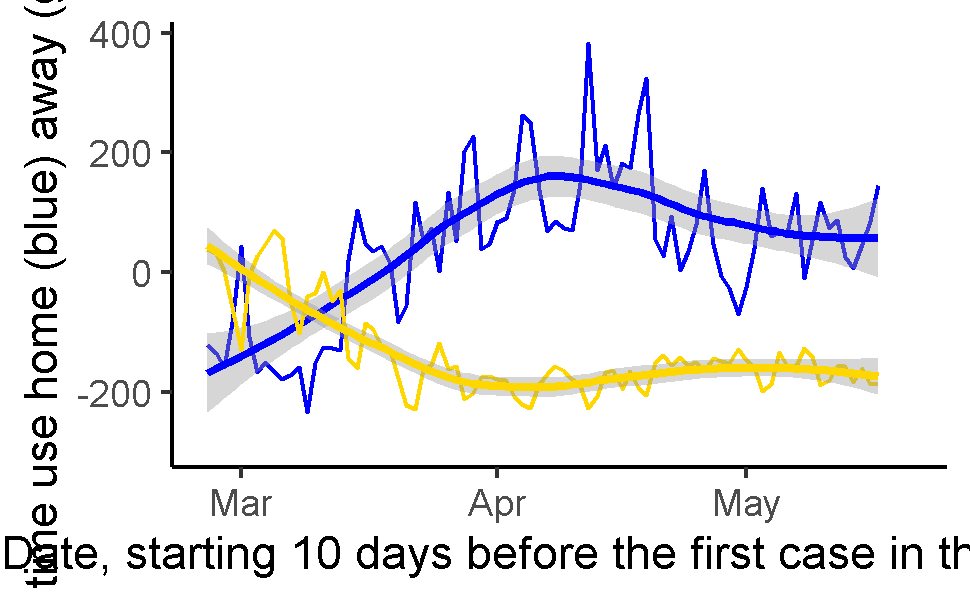 time use home (blue) away (
400
200
0
-200
Mar Apr May
Date, starting 10 days before the first case in th